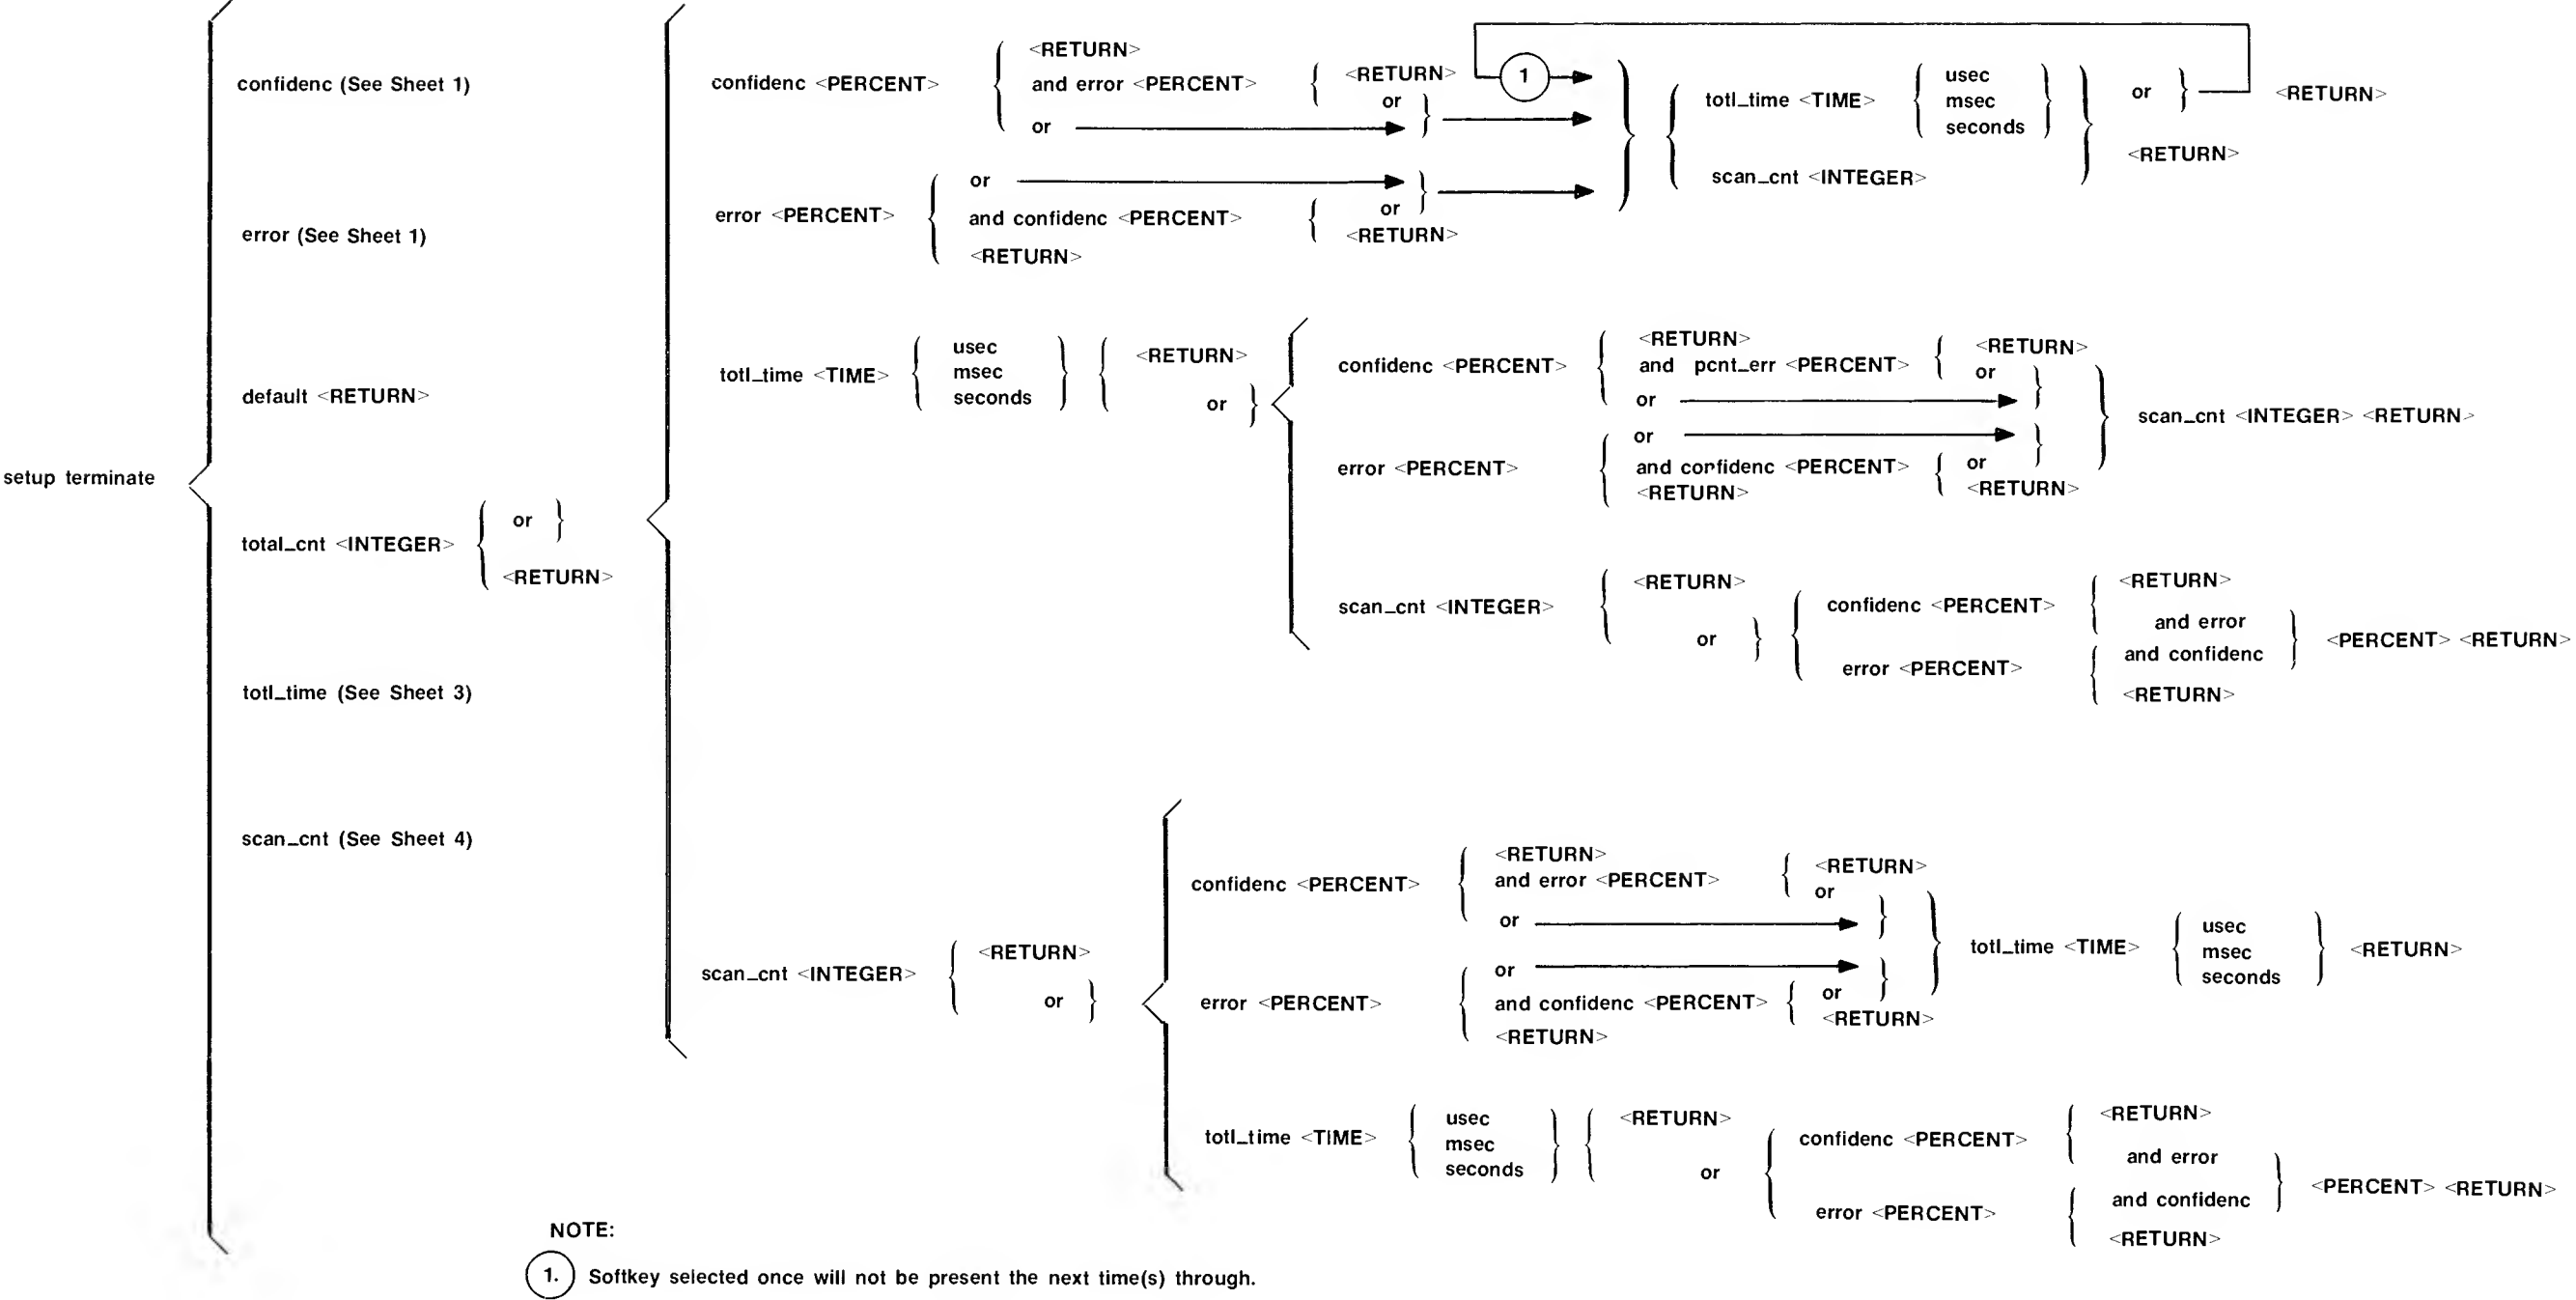 setup terminate
confidenc (See Sheet 1)
error (See Sheet 1)
default <RETURN>
total_cnt <INTEGER>
or
<RETURN>
totl_time (See Sheet 3)
scan_cnt (See Sheet 4)
confidenc <PERCENT>
<RETURN>
and error <PERCENT>
or
<RETURN>
or
1
error <PERCENT>
or
and confidenc <PERCENT>
<RETURN>
or
<RETURN>
totl_time <TIME>
usec
msec
seconds
scan_cnt <INTEGER>
or
<RETURN>
<RETURN>
totl_time <TIME>
usec
msec
seconds
<RETURN>
or
confidenc <PERCENT>
<RETURN>
and pcnt_err <PERCENT>
or
<RETURN>
or
error <PERCENT>
or
and confidenc <PERCENT>
<RETURN>
or
<RETURN>
scan_cnt <INTEGER> <RETURN>
scan_cnt <INTEGER>
<RETURN>
or
confidenc <PERCENT>
error <PERCENT>
<RETURN>
and error
and confidenc
<RETURN>
<PERCENT> <RETURN>
scan_cnt <INTEGER>
<RETURN>
or
confidenc <PERCENT>
<RETURN>
and error <PERCENT>
or
<RETURN>
or
error <PERCENT>
or
and confidenc <PERCENT>
<RETURN>
or
<RETURN>
totl_time <TIME>
usec
msec
seconds
<RETURN>
totl_time <TIME>
usec
msec
seconds
<RETURN>
or
confidenc <PERCENT>
error <PERCENT>
<RETURN>
and error
and confidenc
<RETURN>
<PERCENT> <RETURN>
NOTE:
1. Softkey selected once will not be present the next time(s) through.